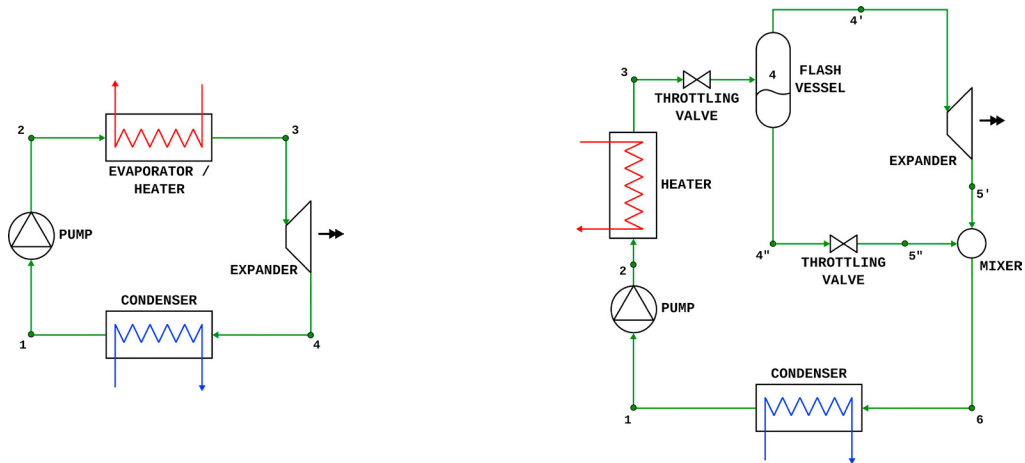 2
3
EVAPORATOR /
HEATER
PUMP
EXPANDER
CONDENSER
1
4
4'
3
4
FLASH
VESSEL
THROTTLING
VALVE
EXPANDER
HEATER
5'
4"
5"
THROTTLING
VALVE
MIXER
2
PUMP
CONDENSER
1
6